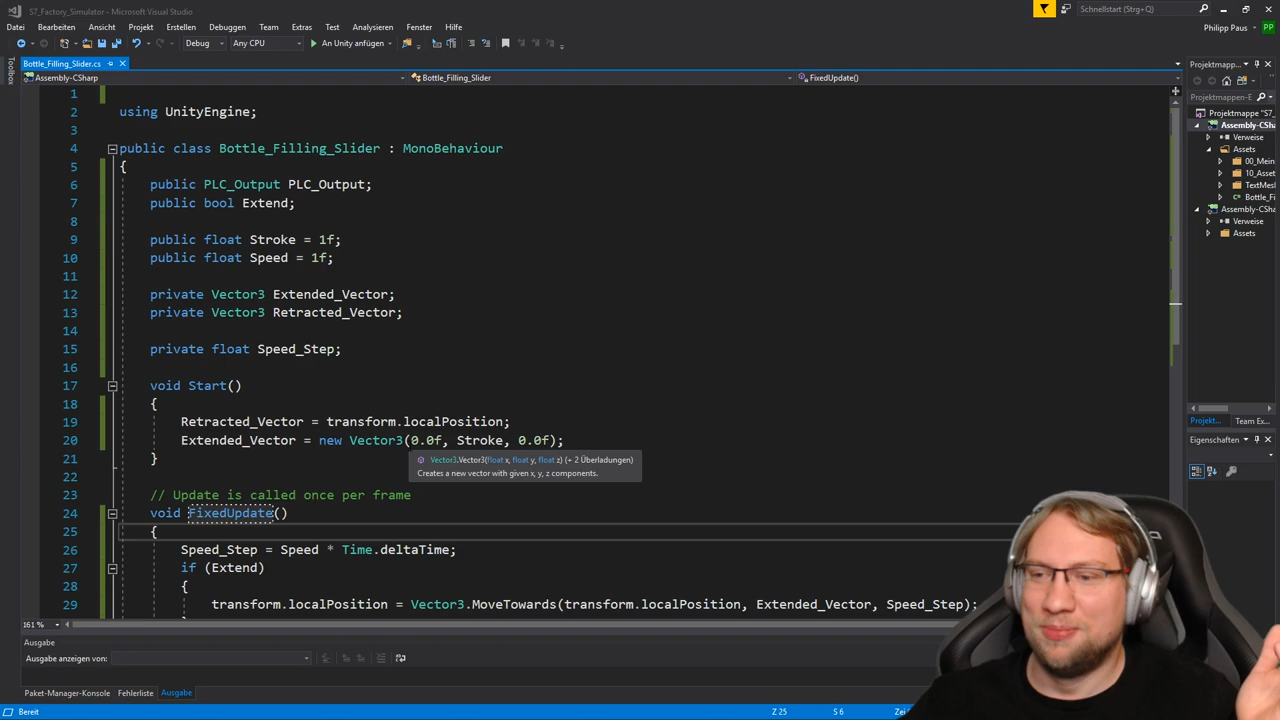 S7_Factory_Simulator - Microsoft Visual Studio
Schnellstart (Strg+Q)
Datei Bearbeiten Ansicht Projekt Erstellen Debuggen Team Extras Test Analysieren Fenster Hilfe
Philipp Paus PP
Debug Any CPU An Unity anfügen
Bottle_Filling_Slider.cs
Assembly-CSharp Bottle_Filling_Slider FixedUpdate()
Toolbox
1
2 using UnityEngine;
3
4 public class Bottle_Filling_Slider : MonoBehaviour
5 {
6 public PLC_Output PLC_Output;
7 public bool Extend;
8
9 public float Stroke = 1f;
10 public float Speed = 1f;
11
12 private Vector3 Extended_Vector;
13 private Vector3 Retracted_Vector;
14
15 private float Speed_Step;
16
17 void Start()
18 {
19 Retracted_Vector = transform.localPosition;
20 Extended_Vector = new Vector3(0.0f, Stroke, 0.0f);
21 }
Vector3.Vector3(float x, float y, float z) (+ 2 Überladungen)
Creates a new vector with given x, y, z components.
22
23 // Update is called once per frame
24 void FixedUpdate()
25 {
26 Speed_Step = Speed * Time.deltaTime;
27 if (Extend)
28 {
29 transform.localPosition = Vector3.MoveTowards(transform.localPosition, Extended_Vector, Speed_Step);
161 %
Ausgabe
Ausgabe anzeigen von:
Paket-Manager-Konsole Fehlerliste Ausgabe
Bereit Z 25 S 6 Zei
Projektmapp...
Projektmappen-E
Projektmappe "S7
Assembly-CSha
Verweise
Assets
00_Mein
10_Asset
TextMes
Bottle_Fi
Assembly-CSha
Verweise
Assets
Projekt... Team Ex...
Eigenschaften